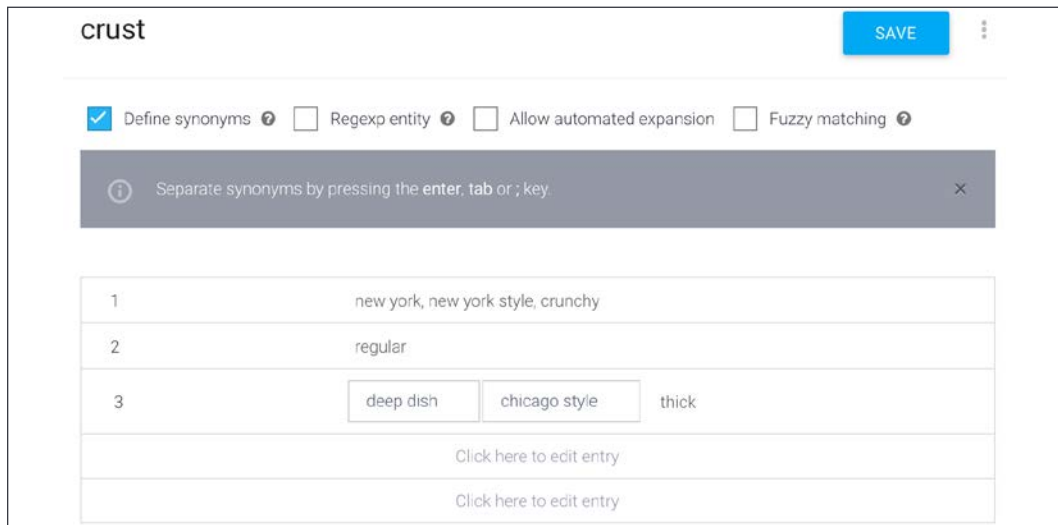 crust SAVE
Define synonyms Regexp entity Allow automated expansion Fuzzy matching
Separate synonyms by pressing the enter, tab or ; key.
1 new york, new york style, crunchy
2 regular
3 deep dish chicago style thick
Click here to edit entry
Click here to edit entry